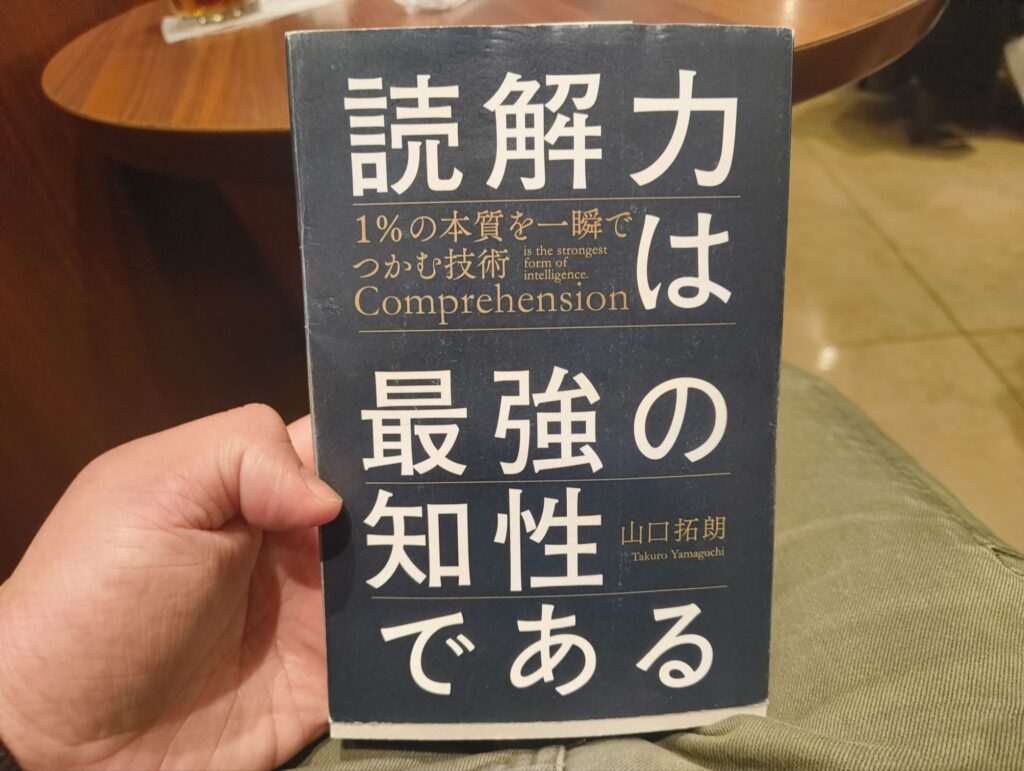 読解力は
1%の本質を一瞬で
つかむ技術
is the strongest
form of
intelligence.
Comprehension
最強の
知性
山口拓朗
Takuro Yamaguchi
である